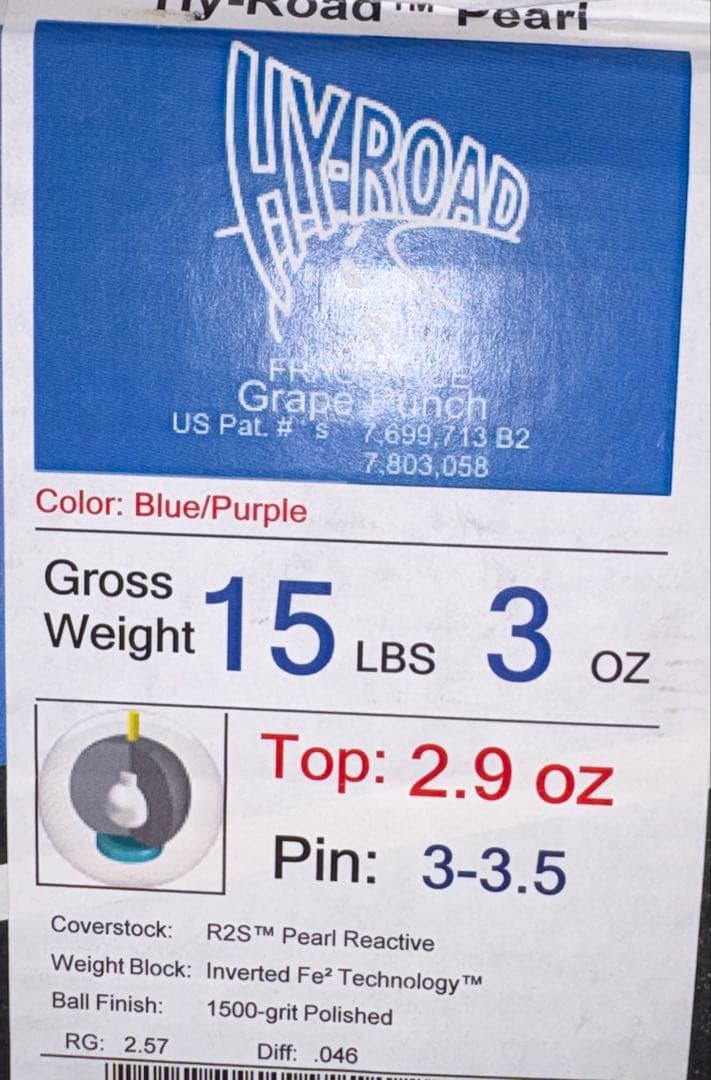 Hy-Road™ Pearl
HY-ROAD
Grape Punch
US Pat. #'s 7,699,713 B2
7,803,058
Color: Blue/Purple
Gross
Weight 15 LBS 3 OZ
Top: 2.9 oz
Pin: 3-3.5
Coverstock: R2S™ Pearl Reactive
Weight Block: Inverted Fe² Technology™
Ball Finish: 1500-grit Polished
RG: 2.57 Diff: .046